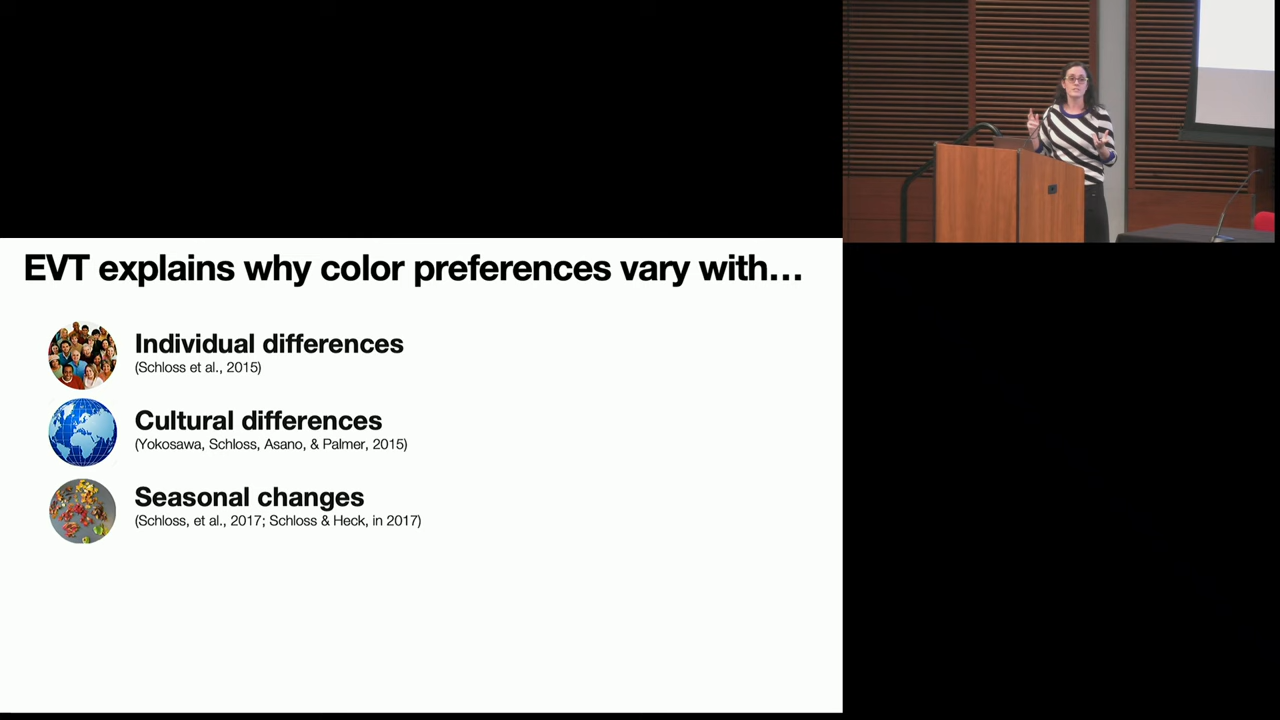 EVT explains why color preferences vary with…
Individual differences
(Schloss et al., 2015)
Cultural differences
(Yokosawa, Schloss, Asano, & Palmer, 2015)
Seasonal changes
(Schloss, et al., 2017; Schloss & Heck, in 2017)